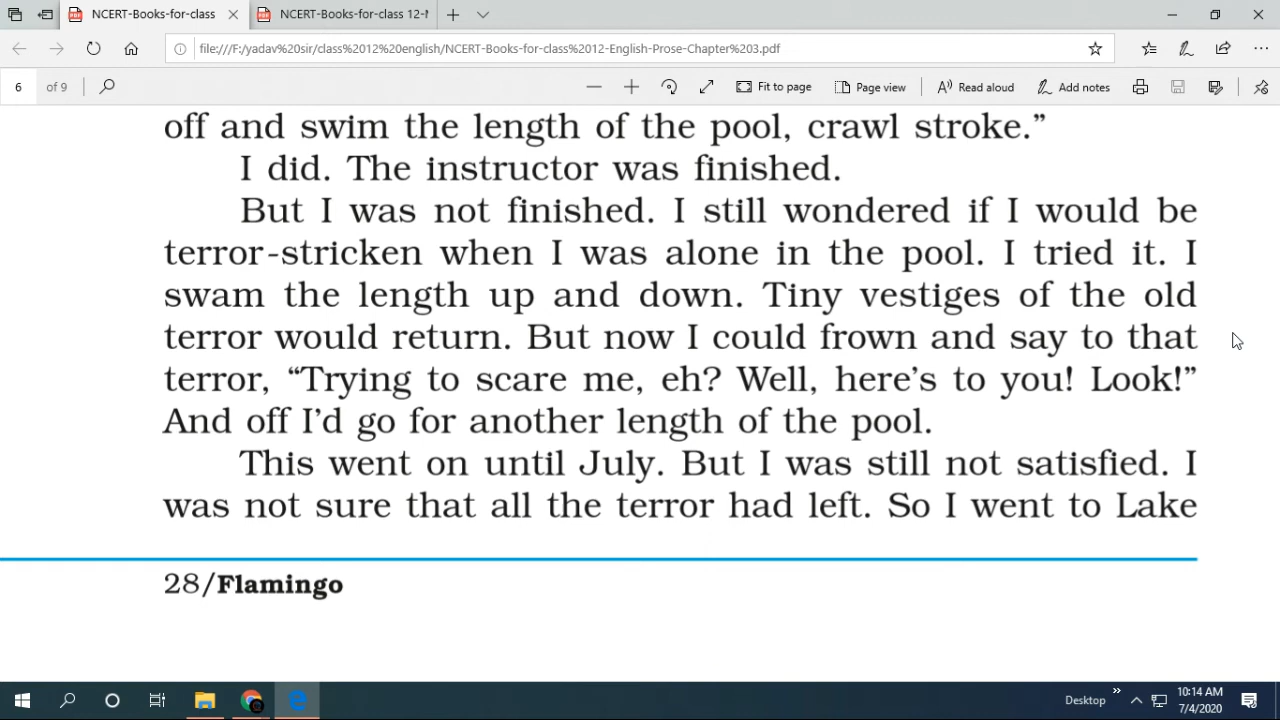 NCERT-Books-for-class
NCERT-Books-for-class 12-
file:///F:/yadav%20sir/class%2012%20english/NCERT-Books-for-class%2012-English-Prose-Chapter%203.pdf
6 of 9
Fit to page
Page view
Read aloud
Add notes
off and swim the length of the pool, crawl stroke.”
I did. The instructor was finished.
But I was not finished. I still wondered if I would be
terror-stricken when I was alone in the pool. I tried it. I
swam the length up and down. Tiny vestiges of the old
terror would return. But now I could frown and say to that
terror, “Trying to scare me, eh? Well, here’s to you! Look!”
And off I’d go for another length of the pool.
This went on until July. But I was still not satisfied. I
was not sure that all the terror had left. So I went to Lake
28/Flamingo
Desktop
10:14 AM
7/4/2020